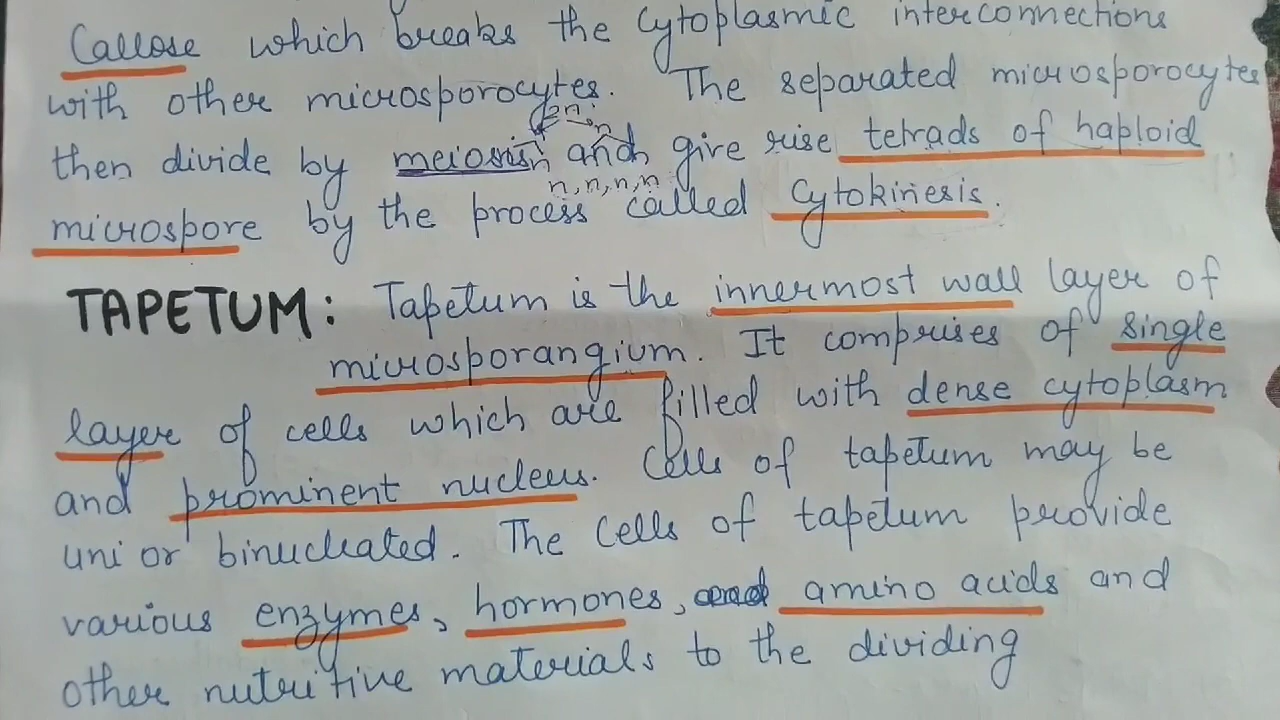 Callose which breaks the cytoplasmic interconnections
with other microsporocytes. The separated microsporocytes
2n
n
then divide by meiosis and give rise tetrads of haploid
n, n, n, n
microspore by the process called Cytokinesis.
TAPETUM: Tapetum is the innermost wall layer of
microsporangium. It comprises of single
layer of cells which are filled with dense cytoplasm
and prominent nucleus. Cells of tapetum may be
uni or binucleated. The Cells of tapetum provide
various enzymes, hormones, amino acids and
other nutritive materials to the dividing